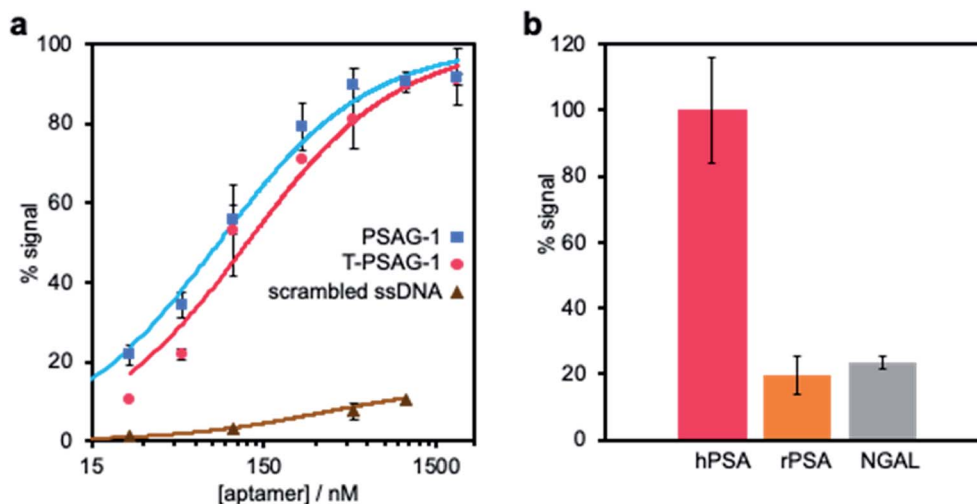 a
100
80
60
40
20
0
% signal
PSAG-1
T-PSAG-1
scrambled ssDNA
15
150
1500
[aptamer] / nM
b
120
100
80
60
40
20
0
% signal
hPSA
rPSA
NGAL